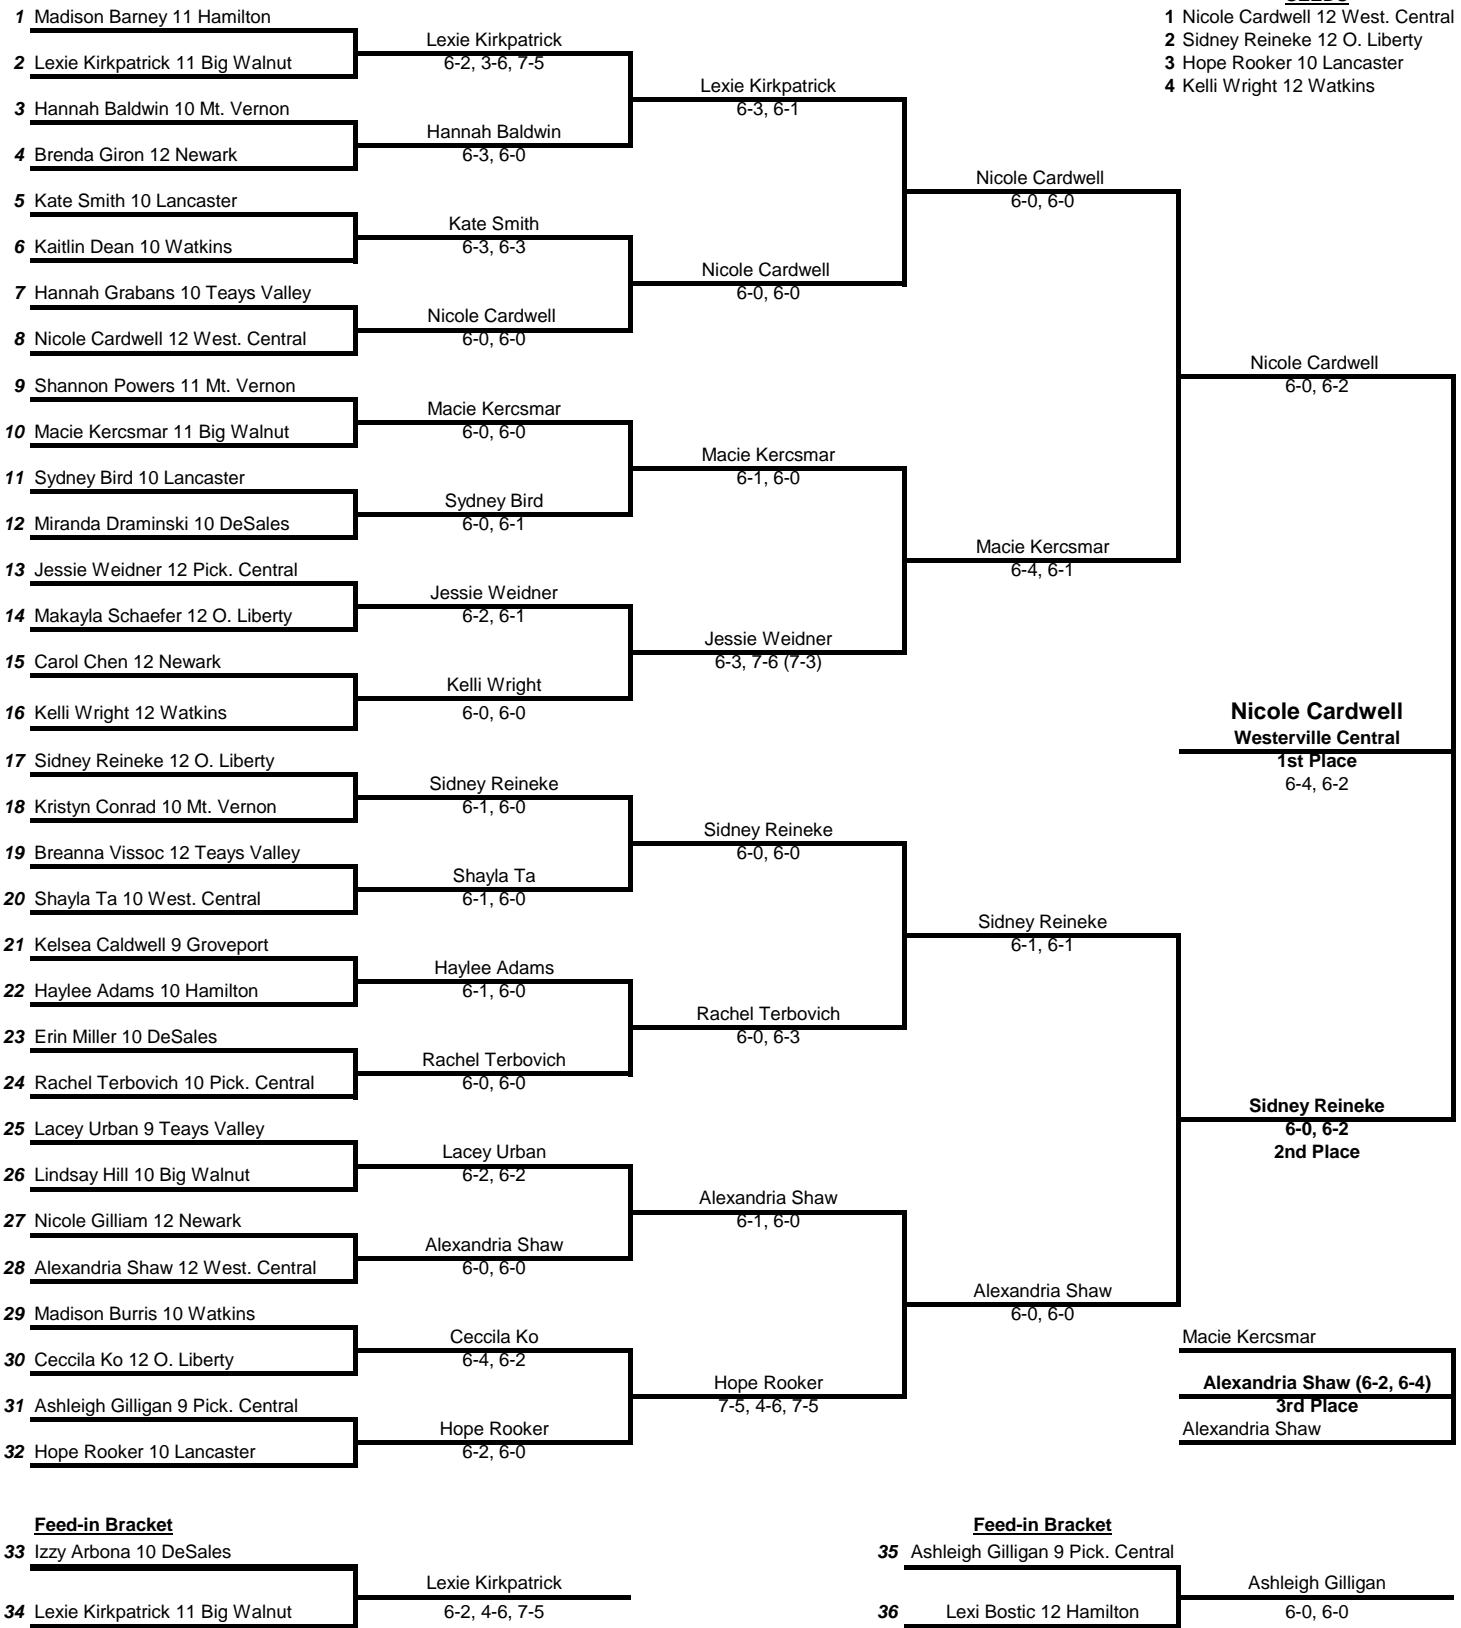 1 Madison Barney 11 Hamilton
2 Lexie Kirkpatrick 11 Big Walnut
3 Hannah Baldwin 10 Mt. Vernon
4 Brenda Giron 12 Newark
5 Kate Smith 10 Lancaster
6 Kaitlin Dean 10 Watkins
7 Hannah Grabans 10 Teays Valley
8 Nicole Cardwell 12 West. Central
9 Shannon Powers 11 Mt. Vernon
10 Macie Kercsmar 11 Big Walnut
11 Sydney Bird 10 Lancaster
12 Miranda Draminski 10 DeSales
13 Jessie Weidner 12 Pick. Central
14 Makayla Schaefer 12 O. Liberty
15 Carol Chen 12 Newark
16 Kelli Wright 12 Watkins
17 Sidney Reineke 12 O. Liberty
18 Kristyn Conrad 10 Mt. Vernon
19 Breanna Vissoc 12 Teays Valley
20 Shayla Ta 10 West. Central
21 Kelsea Caldwell 9 Groveport
22 Haylee Adams 10 Hamilton
23 Erin Miller 10 DeSales
24 Rachel Terbovich 10 Pick. Central
25 Lacey Urban 9 Teays Valley
26 Lindsay Hill 10 Big Walnut
27 Nicole Gilliam 12 Newark
28 Alexandria Shaw 12 West. Central
29 Madison Burris 10 Watkins
30 Ceccila Ko 12 O. Liberty
31 Ashleigh Gilligan 9 Pick. Central
32 Hope Rooker 10 Lancaster
Lexie Kirkpatrick
6-2, 3-6, 7-5
Hannah Baldwin
6-3, 6-0
Kate Smith
6-3, 6-3
Nicole Cardwell
6-0, 6-0
Macie Kercsmar
6-0, 6-0
Sydney Bird
6-0, 6-1
Jessie Weidner
6-2, 6-1
Kelli Wright
6-0, 6-0
Sidney Reineke
6-1, 6-0
Shayla Ta
6-1, 6-0
Haylee Adams
6-1, 6-0
Rachel Terbovich
6-0, 6-0
Lacey Urban
6-2, 6-2
Alexandria Shaw
6-0, 6-0
Ceccila Ko
6-4, 6-2
Hope Rooker
6-2, 6-0
Lexie Kirkpatrick
6-3, 6-1
Nicole Cardwell
6-0, 6-0
Macie Kercsmar
6-1, 6-0
Jessie Weidner
6-3, 7-6 (7-3)
Sidney Reineke
6-0, 6-0
Rachel Terbovich
6-0, 6-3
Alexandria Shaw
6-1, 6-0
Hope Rooker
7-5, 4-6, 7-5
Nicole Cardwell
6-0, 6-0
Macie Kercsmar
6-4, 6-1
Sidney Reineke
6-1, 6-1
Alexandria Shaw
6-0, 6-0
1 Nicole Cardwell 12 West. Central
2 Sidney Reineke 12 O. Liberty
3 Hope Rooker 10 Lancaster
4 Kelli Wright 12 Watkins
Nicole Cardwell
6-0, 6-2
Nicole Cardwell
Westerville Central
1st Place
6-4, 6-2
Sidney Reineke
6-0, 6-2
2nd Place
Macie Kercsmar
Alexandria Shaw (6-2, 6-4)
3rd Place
Alexandria Shaw
Feed-in Bracket
33 Izzy Arbona 10 DeSales
34 Lexie Kirkpatrick 11 Big Walnut
Lexie Kirkpatrick
6-2, 4-6, 7-5
Feed-in Bracket
35 Ashleigh Gilligan 9 Pick. Central
36 Lexi Bostic 12 Hamilton
Ashleigh Gilligan
6-0, 6-0